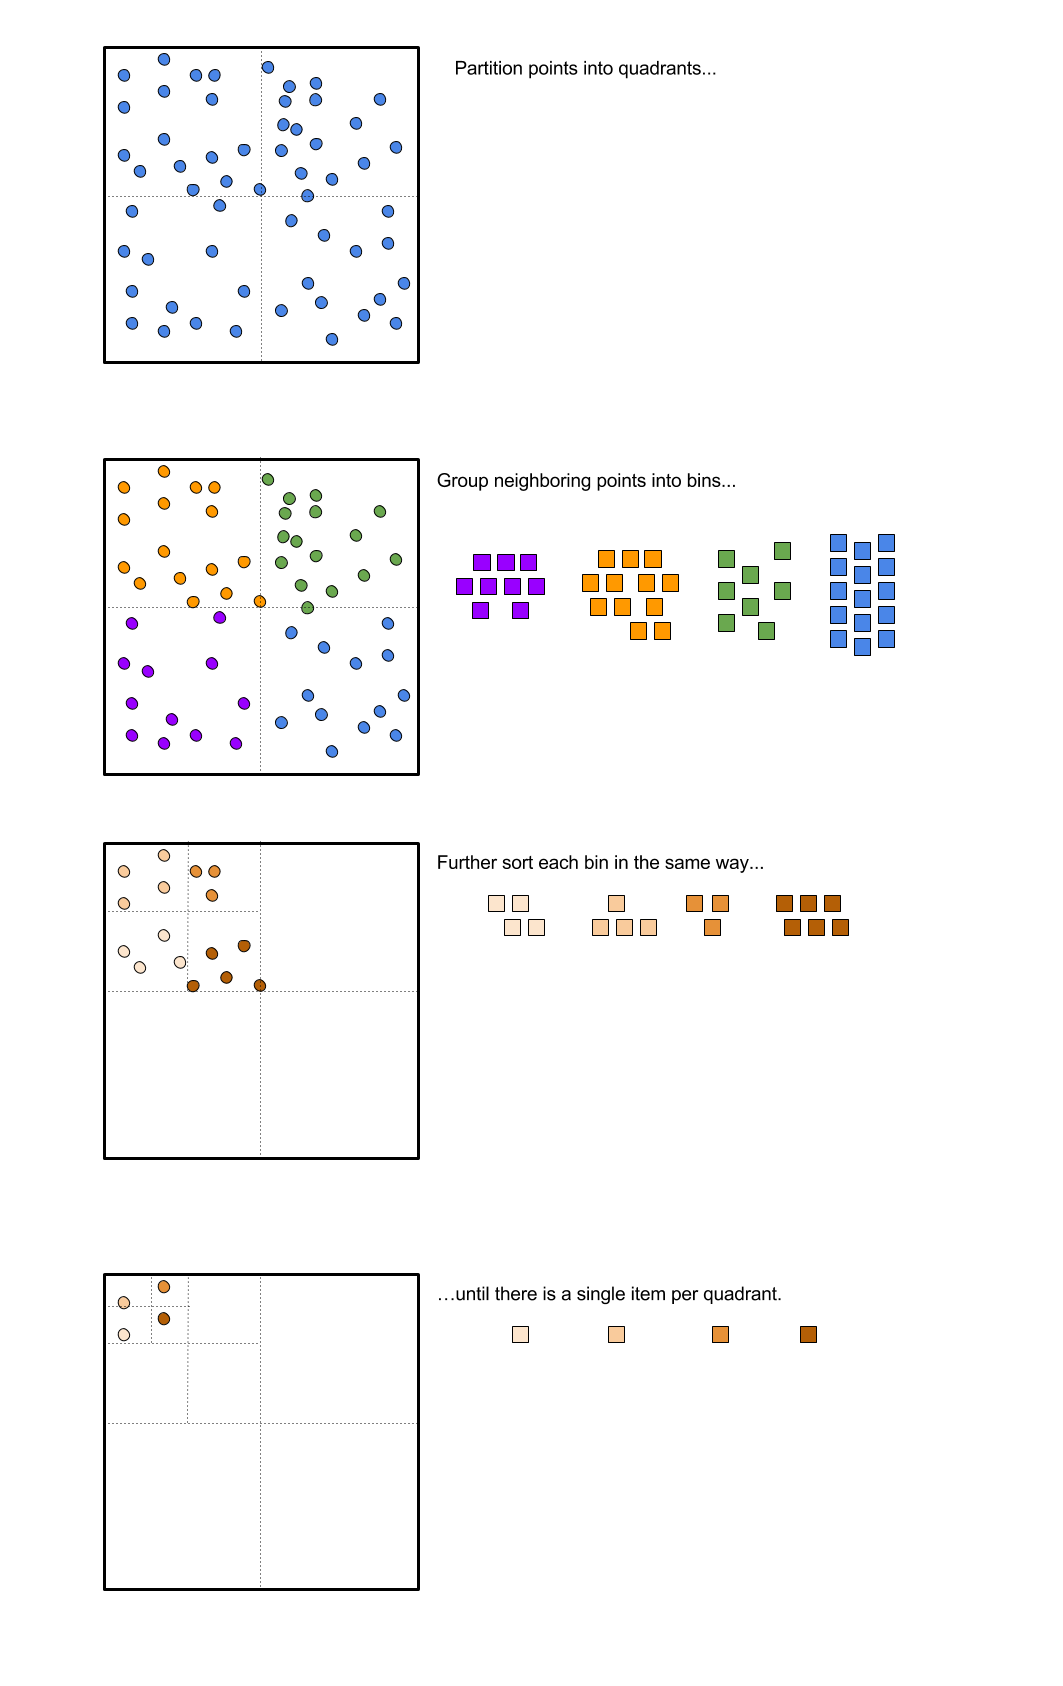 Partition points into quadrants...
Group neighboring points into bins...
Further sort each bin in the same way...
…until there is a single item per quadrant.